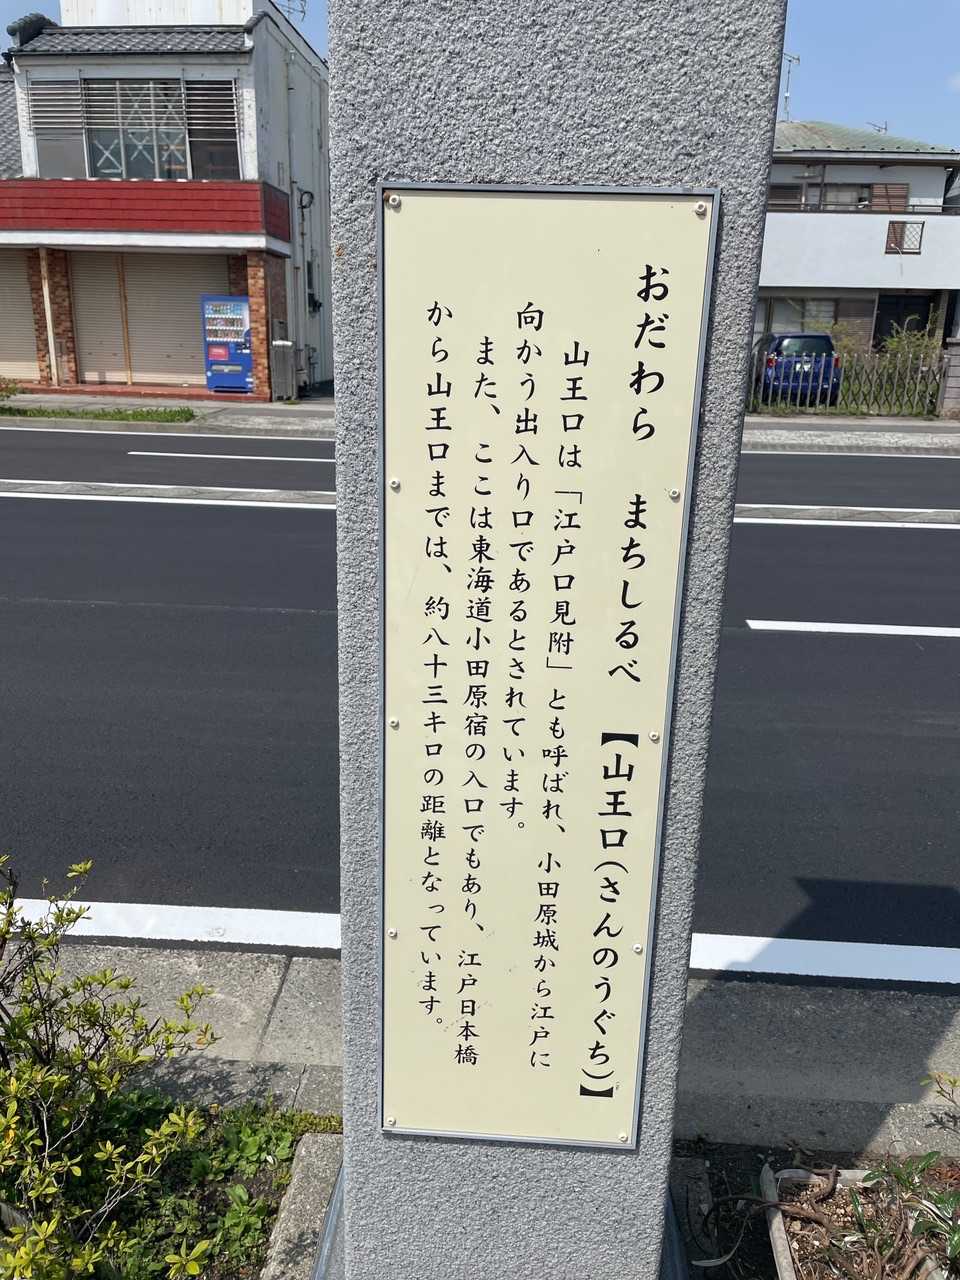 おだわら まちしるべ 【山王口(さんのうぐち)】
山王口は「江戸口見附」とも呼ばれ、小田原城から江戸に
向かう出入り口であるとされています。
また、ここは東海道小田原宿の入口でもあり、江戸日本橋
から山王口までは、約八十三キロの距離となっています。